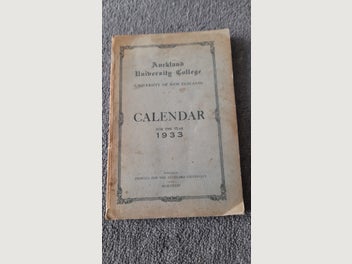 Auckland
University College
UNIVERSITY OF NEW ZEALAND
CALENDAR
FOR THE YEAR
1933
PRINTED FOR THE AUCKLAND UNIVERSITY